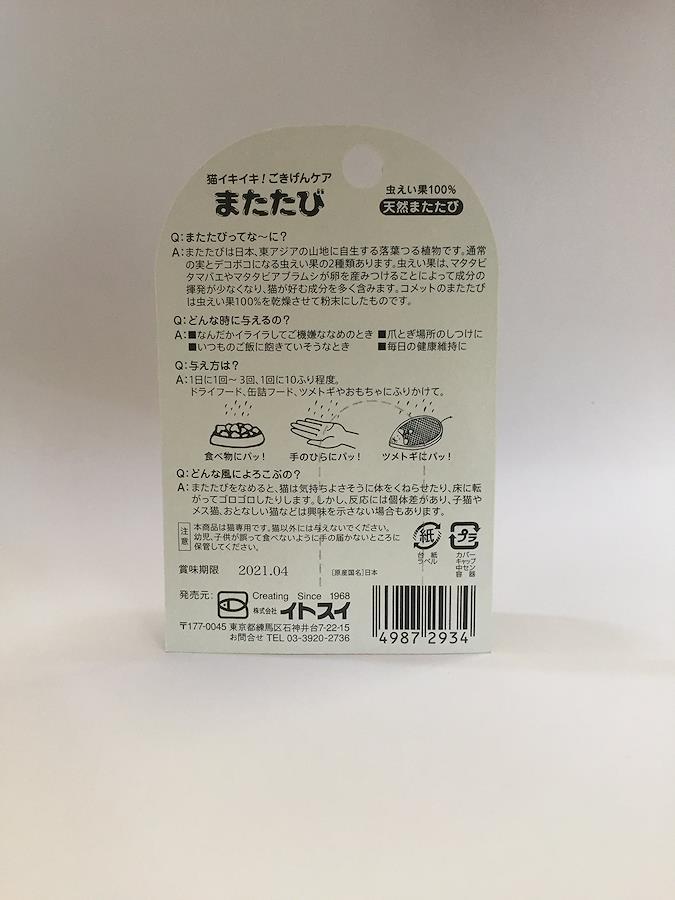 猫イキイキ!ごきげんケア
またたび
虫えい果100%
天然またたび
Q:またたびってな〜に?
A:またたびは日本、東アジアの山地に自生する落葉つる植物です。通常
の実とデコボコになる虫えい果の2種類あります。虫えい果は、マタタビ
タマバエやマタタビアブラムシが卵を産みつけることによって成分の
揮発が少なくなり、猫が好む成分を多く含みます。コメットのまたたび
は虫えい果100%を乾燥させて粉末にしたものです。
Q:どんな時に与えるの?
A:■なんだかイライラしてご機嫌ななめのとき ■爪とぎ場所のしつけに
■いつものご飯に飽きていそうなとき ■毎日の健康維持に
Q:与え方は?
A:1日に1回〜3回、1回に10ふり程度。
ドライフード、缶詰フード、ツメトギやおもちゃにふりかけて。
食べ物にパッ! 手のひらにパッ! ツメトギにパッ!
Q:どんな風によろこぶの?
A:またたびをなめると、猫は気持ちよさそうに体をくねらせたり、床に転
がってゴロゴロしたりします。しかし、反応には個体差があり、子猫や
メス猫、おとなしい猫などは興味を示さない場合もあります。
注意
本商品は猫専用です。猫以外には与えないでください。
幼児、子供が誤って食べないように手の届かないところに
保管してください。
紙
台紙
ラベル
プラ
カバー
キャップ
中セン
容器
賞味期限 2021.04 [原産国名]日本
発売元: Creating Since 1968
株式会社 イトスイ
〒177-0045 東京都練馬区石神井台7-22-15
お問合せ TEL 03-3920-2736
4987 2934